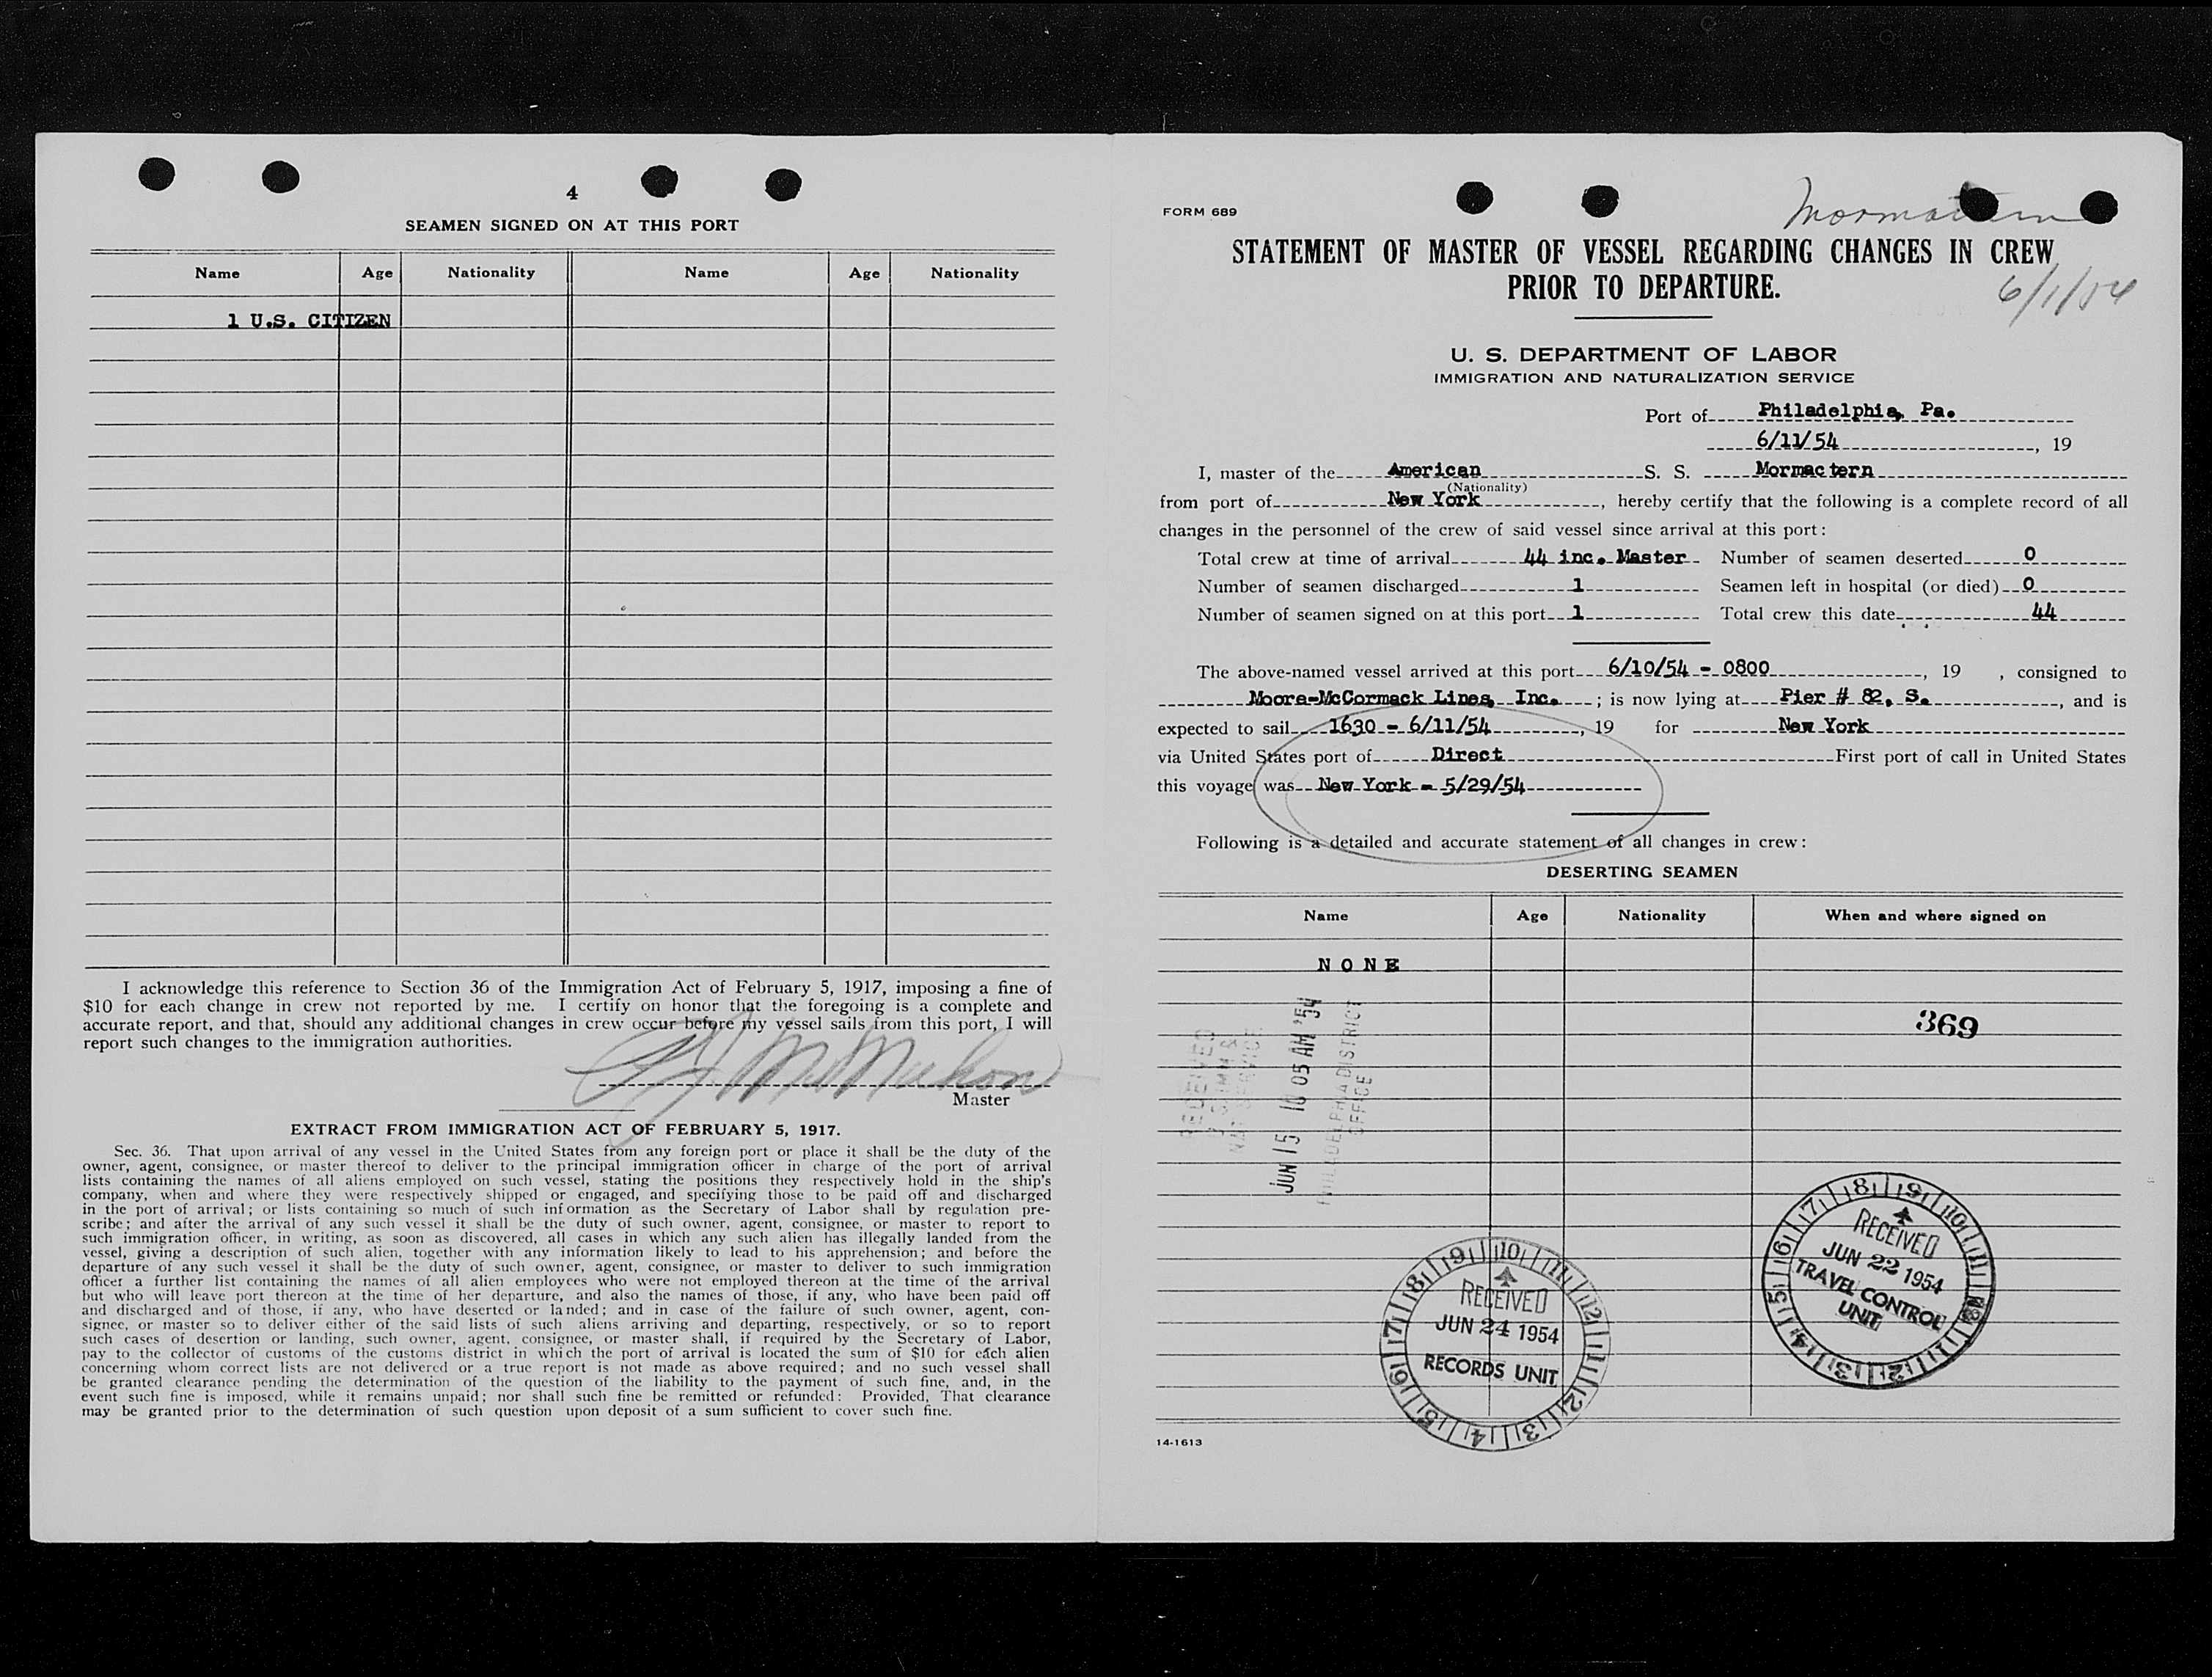 4
SEAMEN SIGNED ON AT THIS PORT
Name Age Nationality Name Age Nationality
1 U.S. CITIZEN
I acknowledge this reference to Section 36 of the Immigration Act of February 5, 1917, imposing a fine of
$10 for each change in crew not reported by me. I certify on honor that the foregoing is a complete and
accurate report, and that, should any additional changes in crew occur before my vessel sails from this port, I will
report such changes to the immigration authorities.
McMahon
Master
EXTRACT FROM IMMIGRATION ACT OF FEBRUARY 5, 1917.
Sec. 36. That upon arrival of any vessel in the United States from any foreign port or place it shall be the duty of the
owner, agent, consignee, or master thereof to deliver to the principal immigration officer in charge of the port of arrival
lists containing the names of all aliens employed on such vessel, stating the positions they respectively hold in the ship's
company, when and where they were respectively shipped or engaged, and specifying those to be paid off and discharged
in the port of arrival; or lists containing so much of such information as the Secretary of Labor shall by regulation pre-
scribe; and after the arrival of any such vessel it shall be the duty of such owner, agent, consignee, or master to report to
such immigration officer, in writing, as soon as discovered, all cases in which any such alien has illegally landed from the
vessel, giving a description of such alien, together with any information likely to lead to his apprehension; and before the
departure of any such vessel it shall be the duty of such owner, agent, consignee, or master to deliver to such immigration
officer a further list containing the names of all alien employees who were not employed thereon at the time of the arrival
but who will leave port thereon at the time of her departure, and also the names of those, if any, who have been paid off
and discharged and of those, if any, who have deserted or landed; and in case of the failure of such owner, agent, con-
signee, or master so to deliver either of the said lists of such aliens arriving and departing, respectively, or so to report
such cases of desertion or landing, such owner, agent, consignee, or master shall, if required by the Secretary of Labor,
pay to the collector of customs of the customs district in which the port of arrival is located the sum of $10 for each alien
concerning whom correct lists are not delivered or a true report is not made as above required; and no such vessel shall
be granted clearance pending the determination of the question of the liability to the payment of such fine, and, in the
event such fine is imposed, while it remains unpaid; nor shall such fine be remitted or refunded: Provided, That clearance
may be granted prior to the determination of such question upon deposit of a sum sufficient to cover such fine.
FORM 689
Mormactern
STATEMENT OF MASTER OF VESSEL REGARDING CHANGES IN CREW
PRIOR TO DEPARTURE.
6/1/54
U. S. DEPARTMENT OF LABOR
IMMIGRATION AND NATURALIZATION SERVICE
Port of Philadelphia, Pa.
6/11/54, 19
I, master of the American S. S. Mormactern
(Nationality)
from port of New York, hereby certify that the following is a complete record of all
changes in the personnel of the crew of said vessel since arrival at this port:
Total crew at time of arrival 44 inc. Master Number of seamen deserted 0
Number of seamen discharged 1 Seamen left in hospital (or died) 0
Number of seamen signed on at this port 1 Total crew this date 44
The above-named vessel arrived at this port 6/10/54 - 0800, 19 , consigned to
Moore-McCormack Lines, Inc. ; is now lying at Pier # 82, S., and is
expected to sail 1630 - 6/11/54, 19 for New York
via United States port of Direct First port of call in United States
this voyage was New York - 5/29/54
Following is a detailed and accurate statement of all changes in crew:
DESERTING SEAMEN
Name Age Nationality When and where signed on
NONE
369
RECEIVED
JUN 15 10 05 AM '54
PHILADELPHIA DISTRICT
OFFICE
RECEIVED
JUN 22 1954
TRAVEL CONTROL
UNIT
RECEIVED
JUN 24 1954
RECORDS UNIT
14-1613